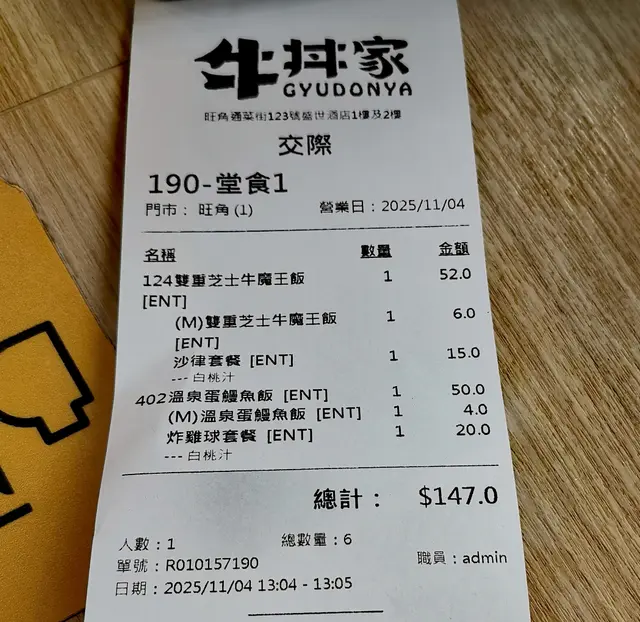 牛丼家
GYUDONYA
旺角通菜街123號盛世酒店1樓及2樓
交際
190-堂食1
門市： 旺角 (1) 營業日：2025/11/04
名稱 數量 金額
124雙重芝士牛魔王飯 1 52.0
[ENT]
(M)雙重芝士牛魔王飯 1 6.0
[ENT]
沙律套餐 [ENT] 1 15.0
--- 白桃汁
402溫泉蛋鰻魚飯 [ENT] 1 50.0
(M)溫泉蛋鰻魚飯 [ENT] 1 4.0
炸雞球套餐 [ENT] 1 20.0
--- 白桃汁
總計： $147.0
人數：1 總數量：6
單號：R010157190 職員：admin
日期：2025/11/04 13:04 - 13:05